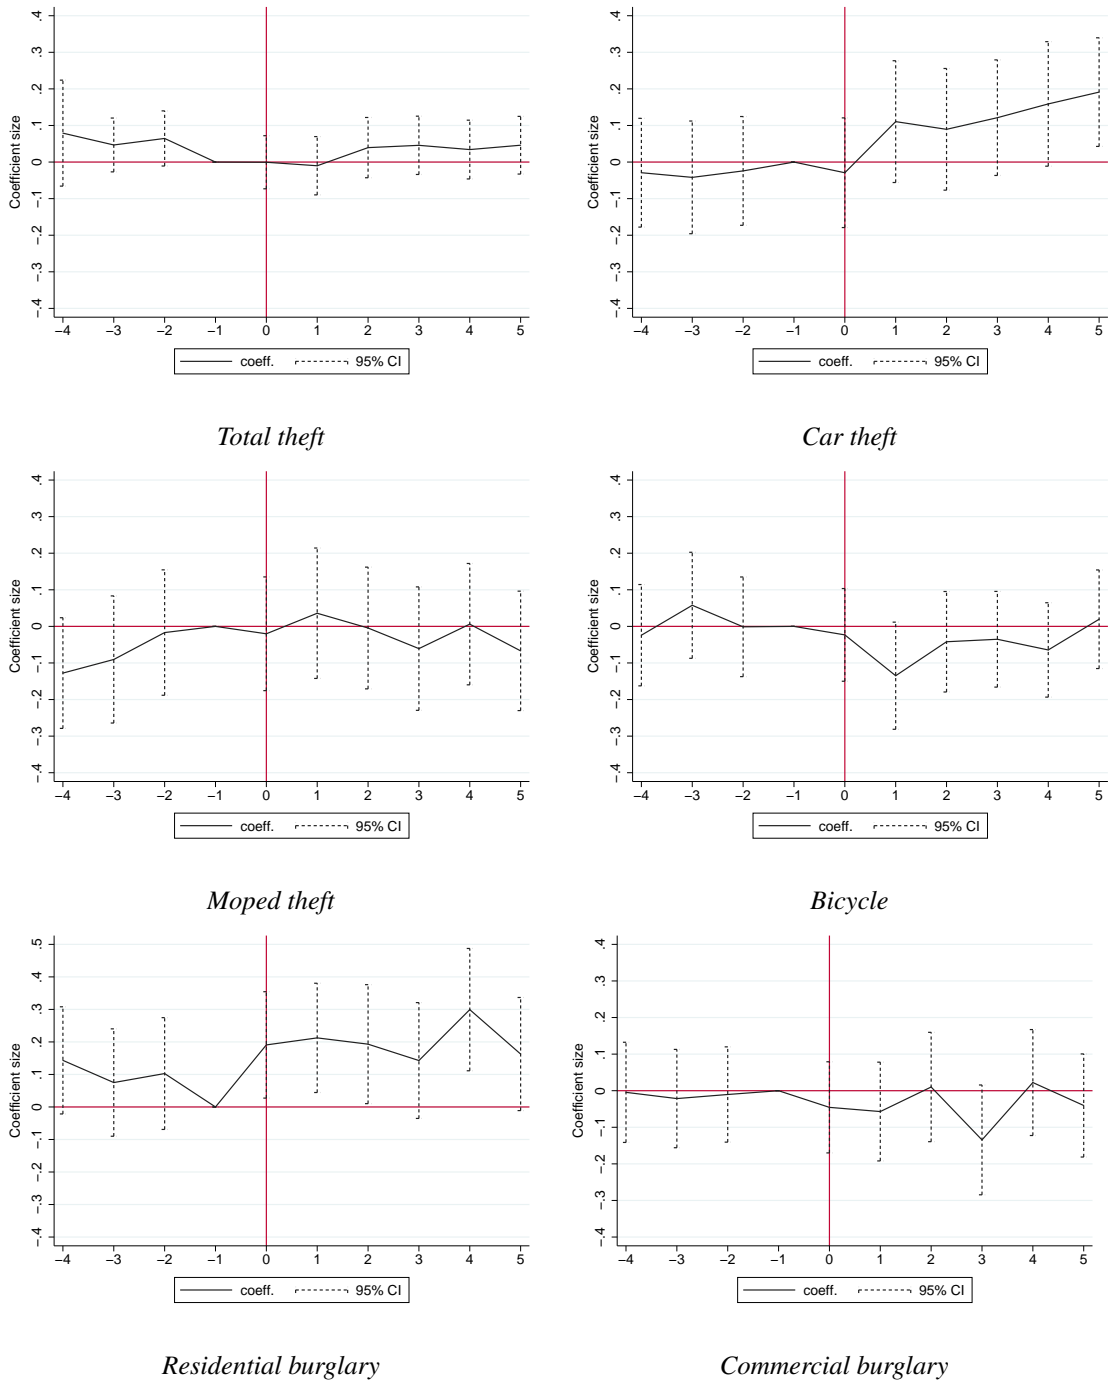 .4
.3
.2
.1
0
−.1
−.2
−.3
−.4
Coefficient size
−4 −3 −2 −1 0 1 2 3 4 5
coeff. 95% CI
Total theft
.4
.3
.2
.1
0
−.1
−.2
−.3
−.4
Coefficient size
−4 −3 −2 −1 0 1 2 3 4 5
coeff. 95% CI
Car theft
.4
.3
.2
.1
0
−.1
−.2
−.3
−.4
Coefficient size
−4 −3 −2 −1 0 1 2 3 4 5
coeff. 95% CI
Moped theft
.4
.3
.2
.1
0
−.1
−.2
−.3
−.4
Coefficient size
−4 −3 −2 −1 0 1 2 3 4 5
coeff. 95% CI
Bicycle
.5
.4
.3
.2
.1
0
−.1
−.2
−.3
−.4
Coefficient size
−4 −3 −2 −1 0 1 2 3 4 5
coeff. 95% CI
Residential burglary
.4
.3
.2
.1
0
−.1
−.2
−.3
−.4
Coefficient size
−4 −3 −2 −1 0 1 2 3 4 5
coeff. 95% CI
Commercial burglary